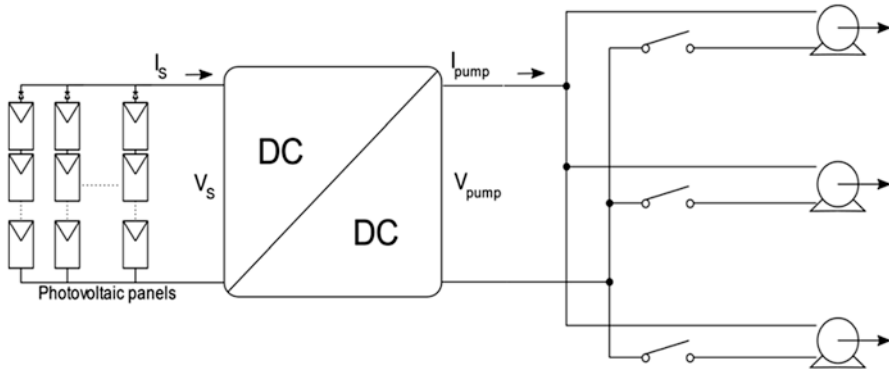 I_S
I_pump
DC
V_S
V_pump
DC
Photovoltaic panels